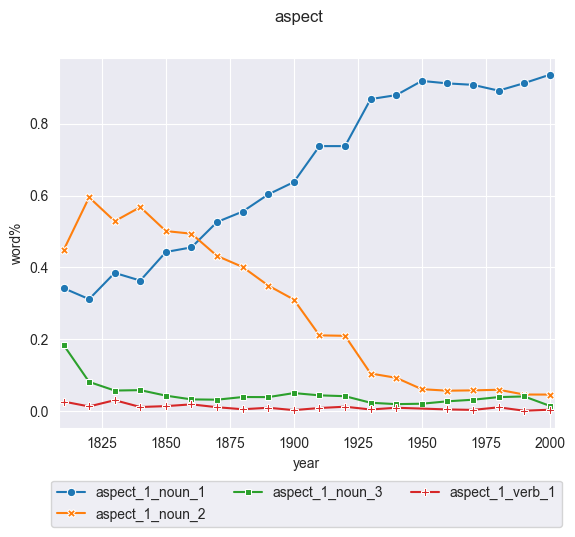 aspect
word%
0.8
0.6
0.4
0.2
0.0
1825 1850 1875 1900 1925 1950 1975 2000
year
aspect_1_noun_1 aspect_1_noun_3 aspect_1_verb_1
aspect_1_noun_2